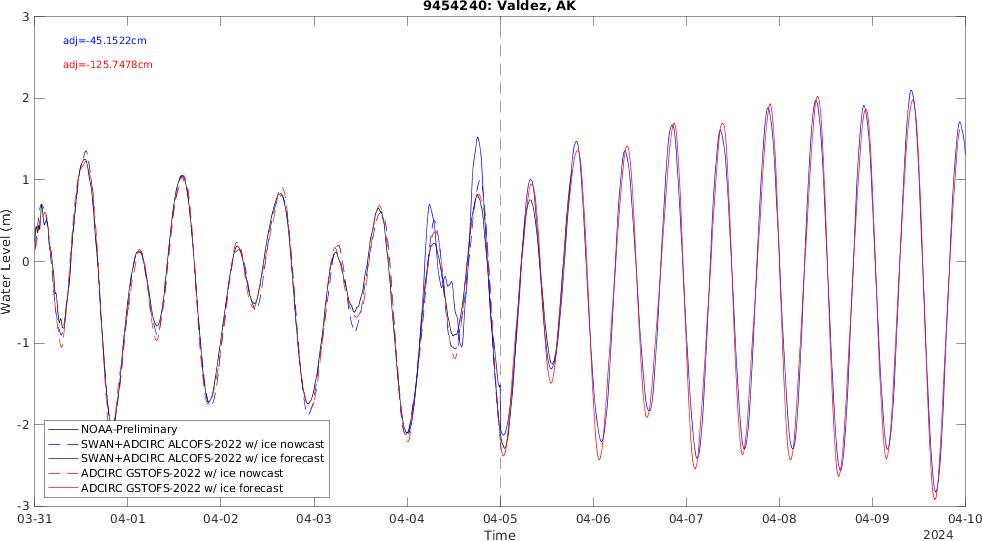 9454240: Valdez, AK
adj=-45.1522cm
adj=-125.7478cm
Water Level (m)
3
2
1
0
-1
-2
-3
NOAA-Preliminary
SWAN+ADCIRC ALCOFS-2022 w/ ice nowcast
SWAN+ADCIRC ALCOFS-2022 w/ ice forecast
ADCIRC GSTOFS-2022 w/ ice nowcast
ADCIRC GSTOFS-2022 w/ ice forecast
03-31 04-01 04-02 04-03 04-04 04-05 04-06 04-07 04-08 04-09 04-10
Time
2024